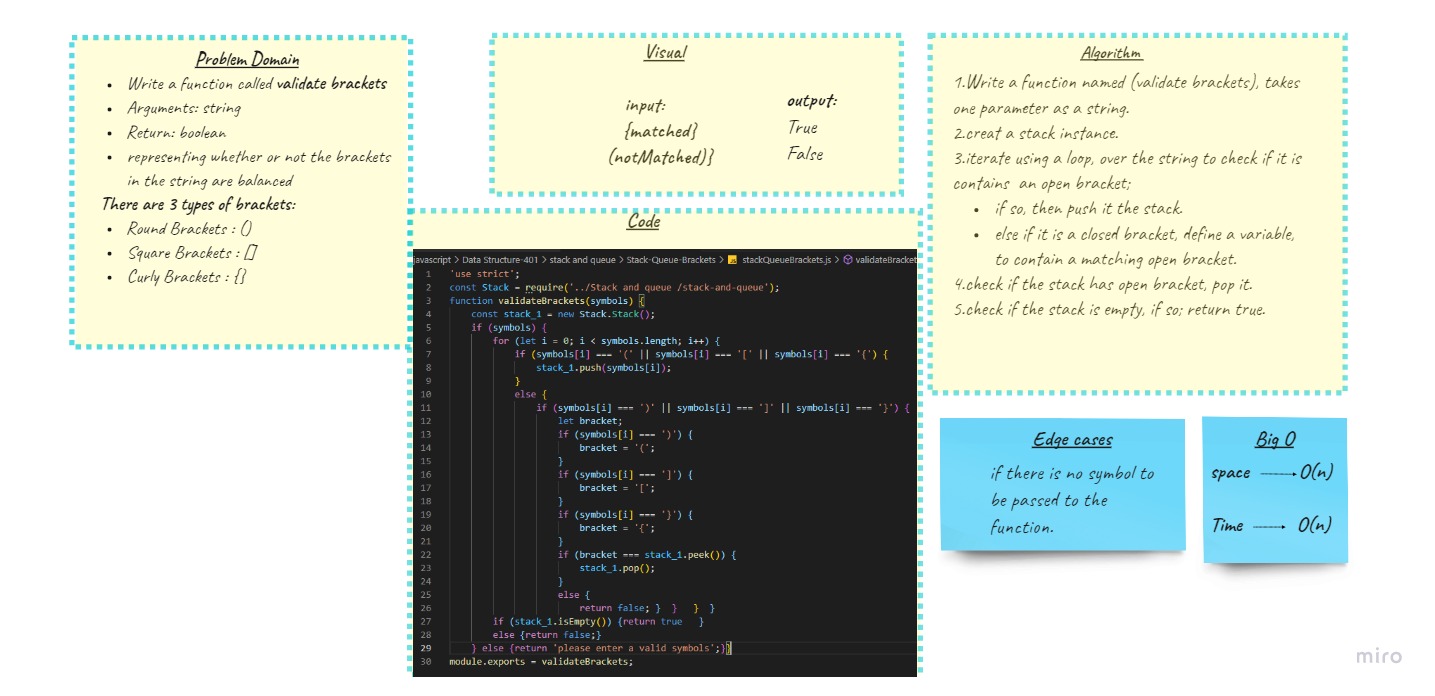 Problem Domain
• Write a function called validate brackets
• Arguments: string
• Return: boolean
• representing whether or not the brackets
in the string are balanced
There are 3 types of brackets:
• Round Brackets : ()
• Square Brackets : []
• Curly Brackets : {}
Visual
input:
{matched}
(notMatched)}
output:
True
False
Code
avascript > Data Structure-401 > stack and queue > Stack-Queue-Brackets > JS stackQueueBrackets.js > validateBracket
1 'use strict';
2 const Stack = require('../Stack and queue /stack-and-queue');
3 function validateBrackets(symbols) {
4 const stack_1 = new Stack.Stack();
5 if (symbols) {
6 for (let i = 0; i < symbols.length; i++) {
7 if (symbols[i] === '(' || symbols[i] === '[' || symbols[i] === '{') {
8 stack_1.push(symbols[i]);
9 }
10 else {
11 if (symbols[i] === ')' || symbols[i] === ']' || symbols[i] === '}') {
12 let bracket;
13 if (symbols[i] === ')') {
14 bracket = '(';
15 }
16 if (symbols[i] === ']') {
17 bracket = '[';
18 }
19 if (symbols[i] === '}') {
20 bracket = '{';
21 }
22 if (bracket === stack_1.peek()) {
23 stack_1.pop();
24 }
25 else {
26 return false; } } } }
27 if (stack_1.isEmpty()) {return true }
28 else {return false;}
29 } else {return 'please enter a valid symbols';}}
30 module.exports = validateBrackets;
Algorithm
1.Write a function named (validate brackets), takes
one parameter as a string.
2.creat a stack instance.
3.iterate using a loop, over the string to check if it is
contains an open bracket;
• if so, then push it the stack.
• else if it is a closed bracket, define a variable,
to contain a matching open bracket.
4.check if the stack has open bracket, pop it.
5.check if the stack is empty, if so; return true.
Edge cases
if there is no symbol to
be passed to the
function.
Big O
space → O(n)
Time → O(n)
miro